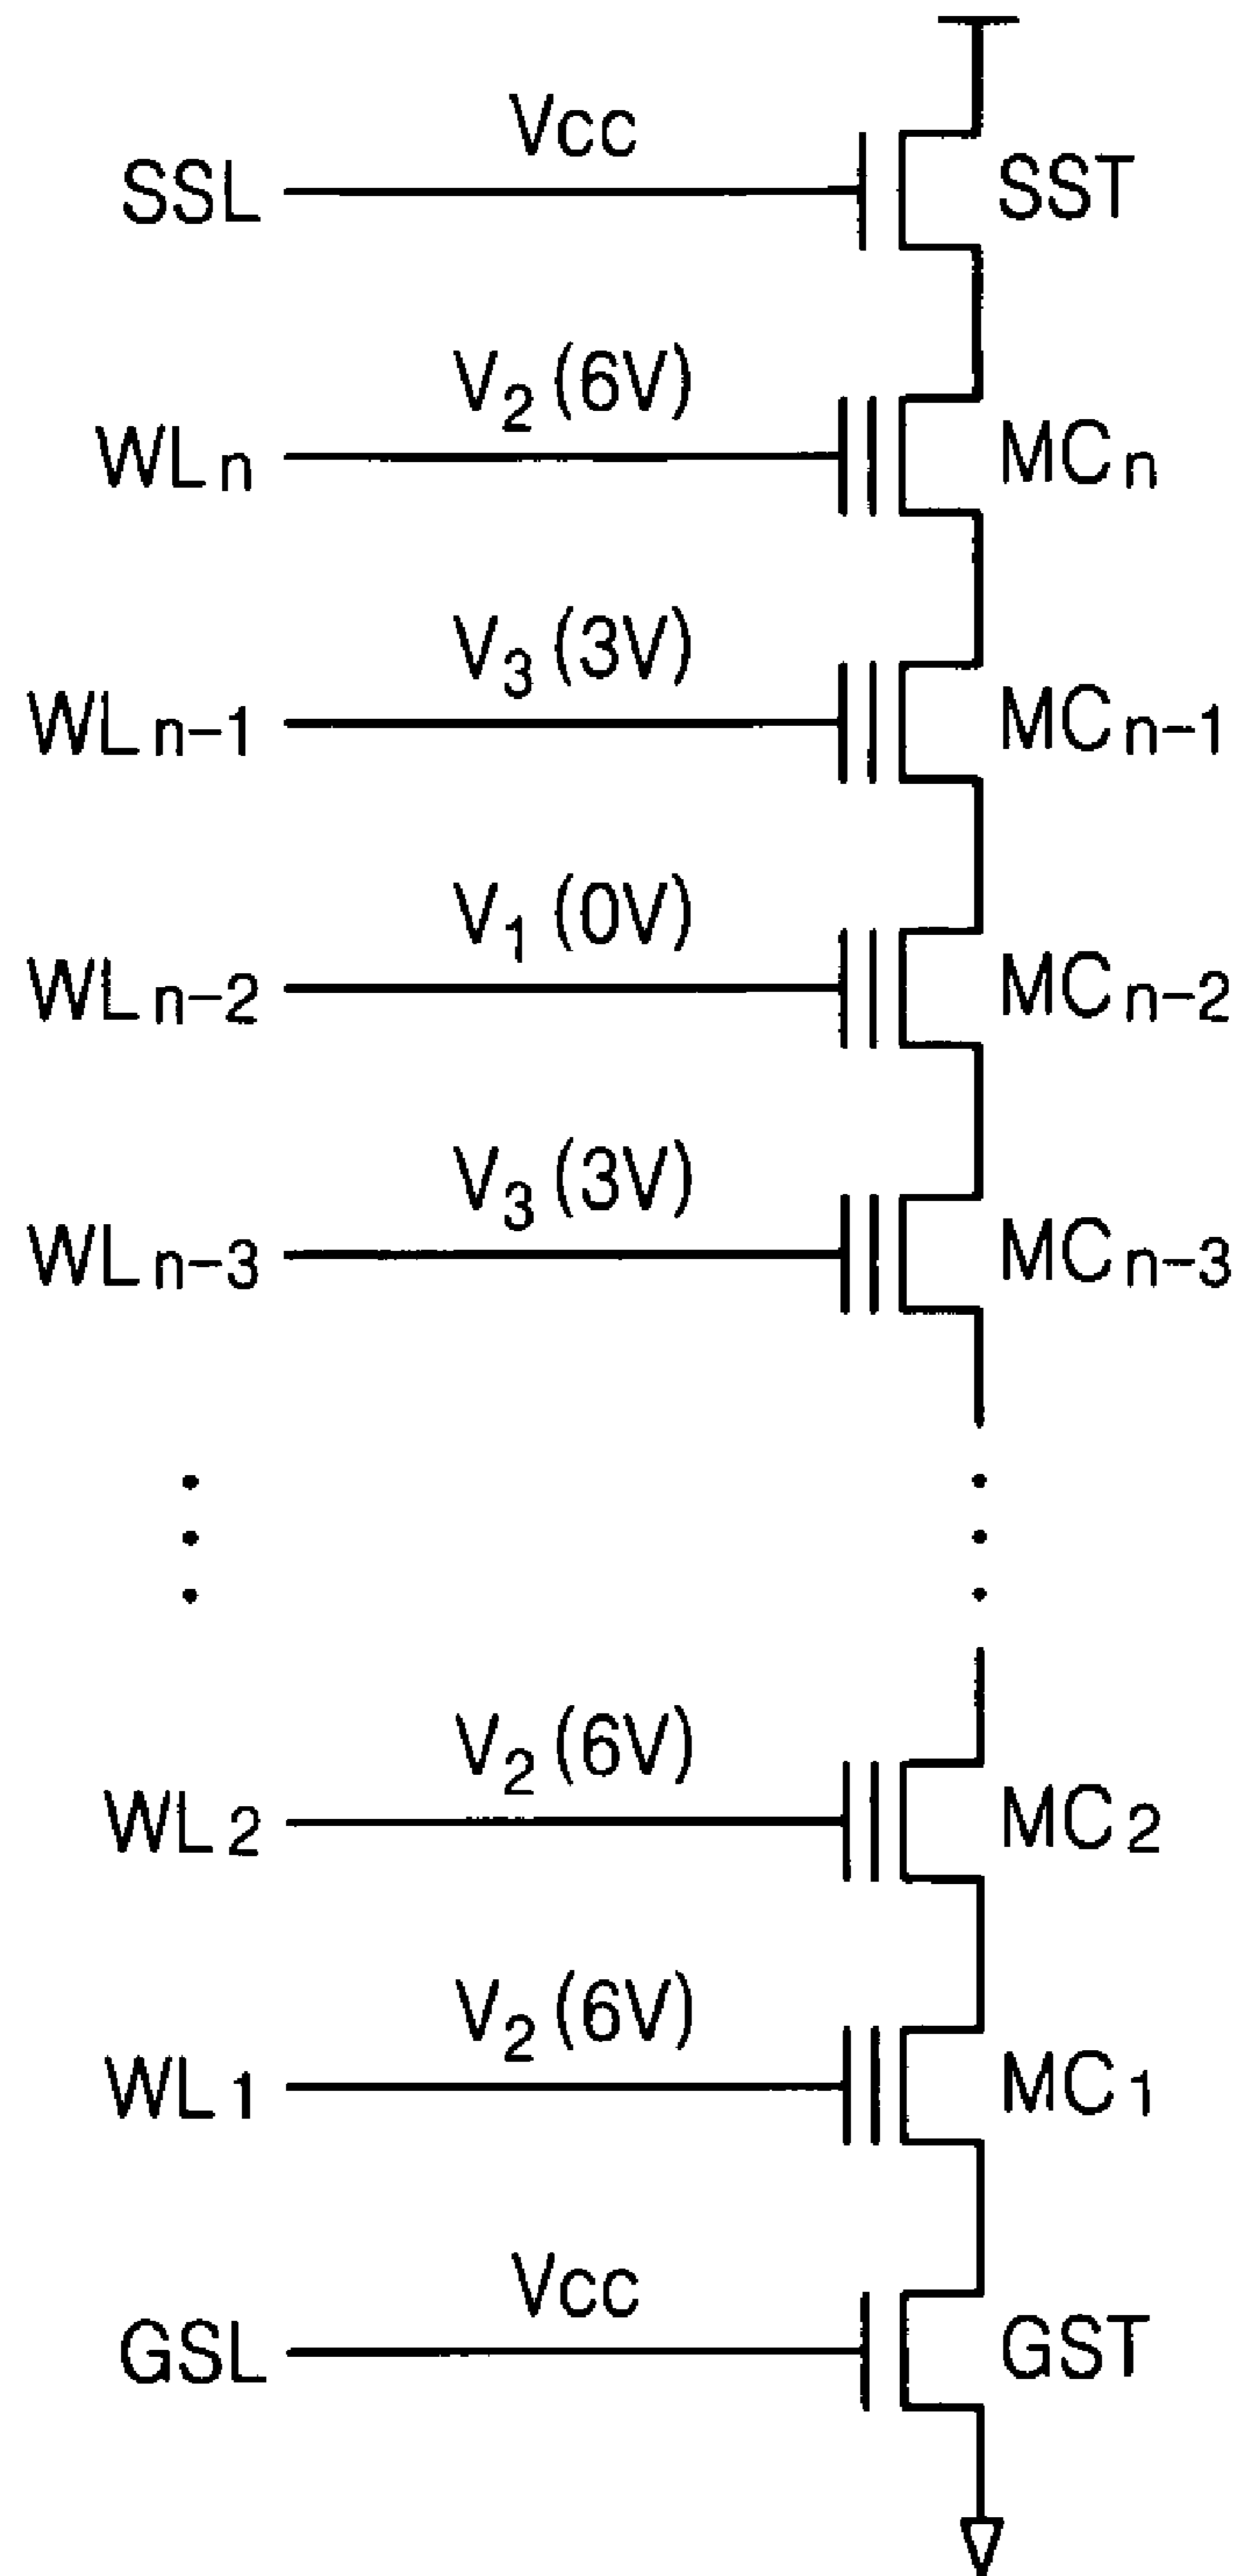 Vcc
SSL SST
V2 (6V)
WLn MCn
V3 (3V)
WLn-1 MCn-1
V1 (0V)
WLn-2 MCn-2
V3 (3V)
WLn-3 MCn-3
V2 (6V)
WL2 MC2
V2 (6V)
WL1 MC1
Vcc
GSL GST